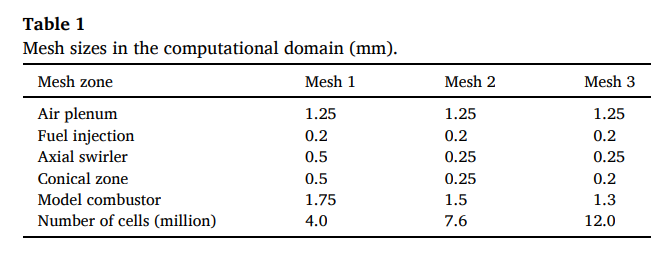 Table 1
Mesh sizes in the computational domain (mm).
Mesh zone Mesh 1 Mesh 2 Mesh 3
Air plenum 1.25 1.25 1.25
Fuel injection 0.2 0.2 0.2
Axial swirler 0.5 0.25 0.25
Conical zone 0.5 0.25 0.2
Model combustor 1.75 1.5 1.3
Number of cells (million) 4.0 7.6 12.0